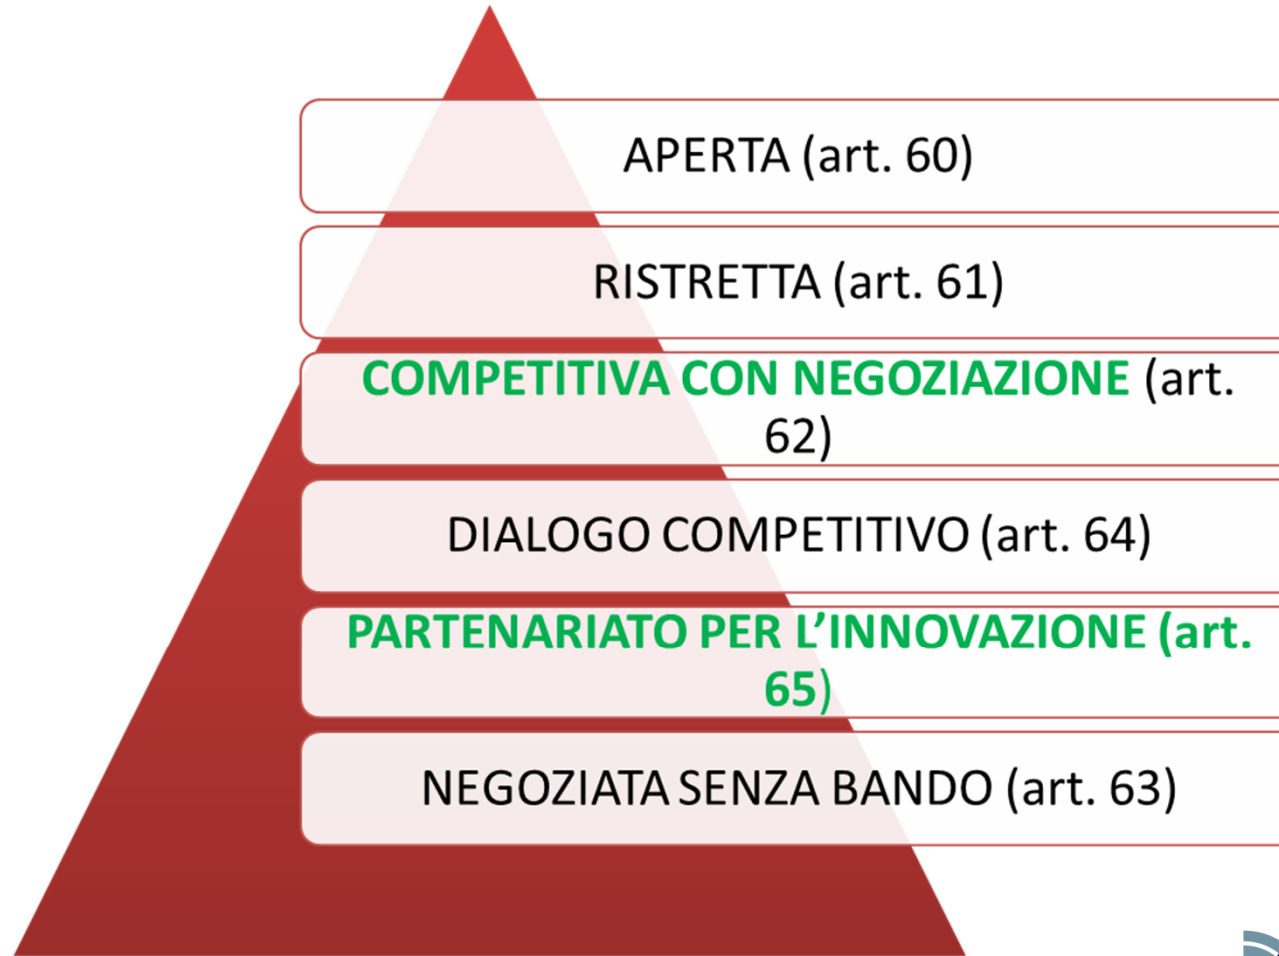 APERTA (art. 60)
RISTRETTA (art. 61)
COMPETITIVA CON NEGOZIAZIONE (art.
62)
DIALOGO COMPETITIVO (art. 64)
PARTENARIATO PER L’INNOVAZIONE (art.
65)
NEGOZIATA SENZA BANDO (art. 63)